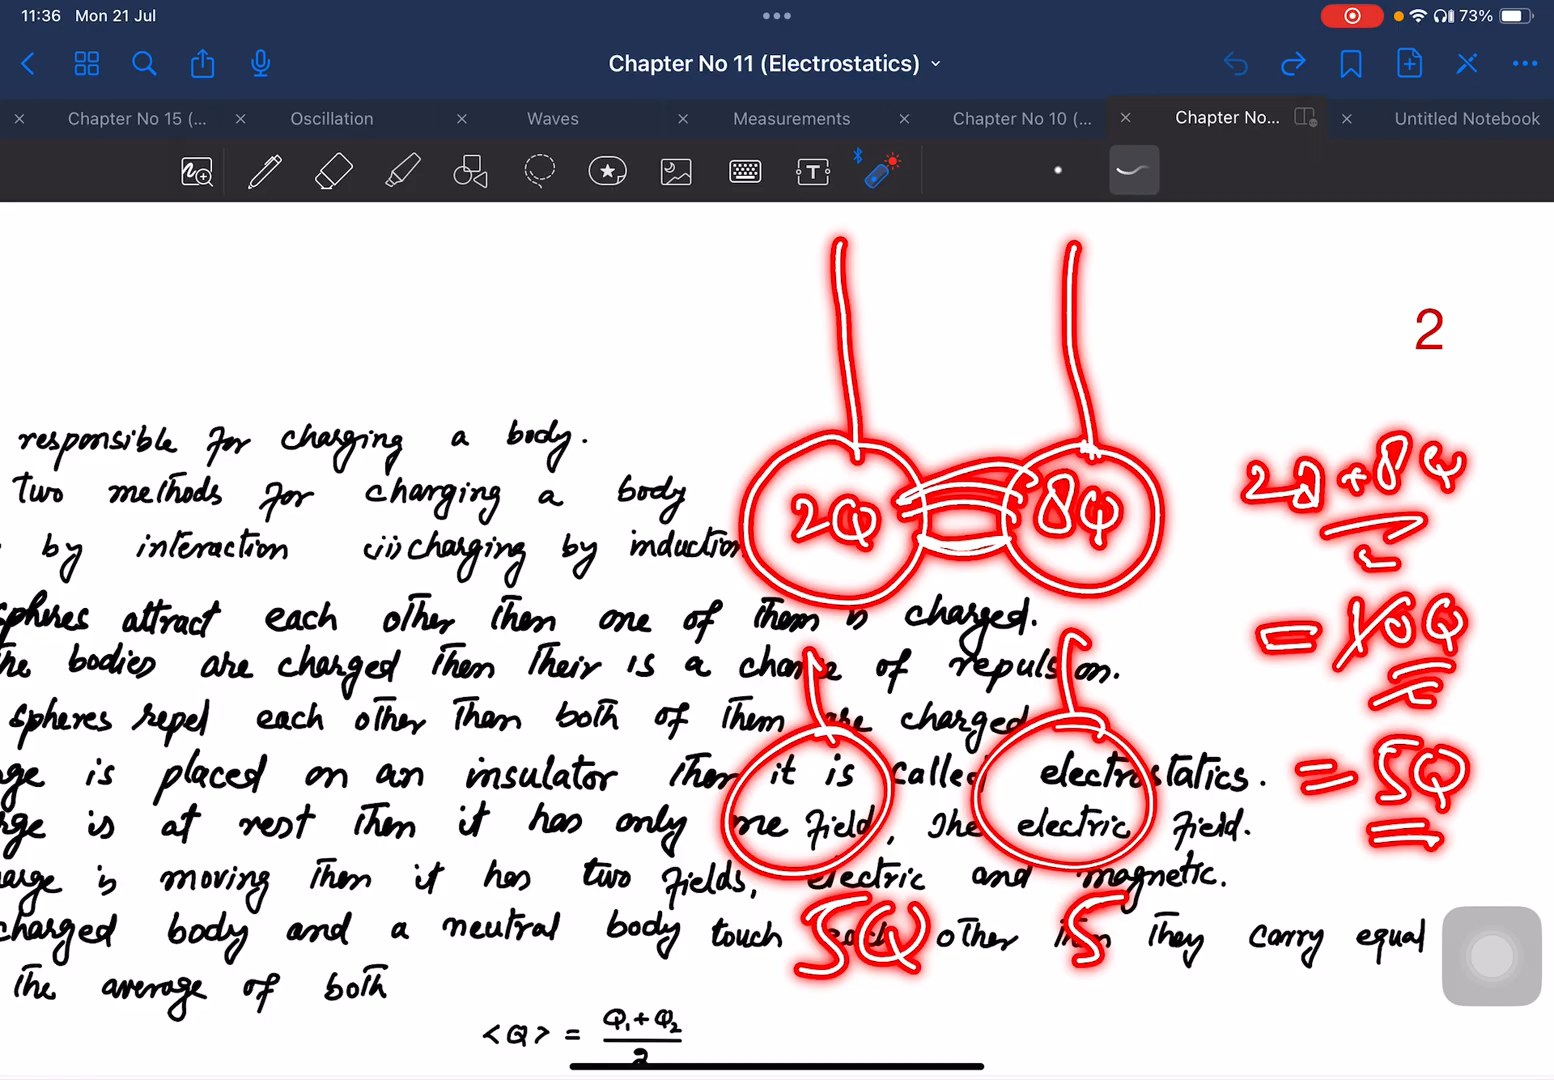 11:36 Mon 21 Jul
73%
Chapter No 11 (Electrostatics)
Chapter No 15 (...
Oscillation
Waves
Measurements
Chapter No 10 (...
Chapter No...
Untitled Notebook
T
2
responsible for charging a body.
two methods for charging a body
by interaction (ii) charging by induction
2Q 8Q
2Q + 8Q
2
= 10Q
2
= 5Q
spheres attract each other then one of them is charged.
the bodies are charged then their is a chance of repulsion.
spheres repel each other than both of them are charged
ge is placed on an insulator then it is called electrostatics.
rge is at rest then it has only one field, the electric field.
arge is moving then it has two fields, electric and magnetic.
charged body and a neutral body touch each other then they carry equal
5Q 5
the average of both
<Q> = Q₁ + Q₂
2